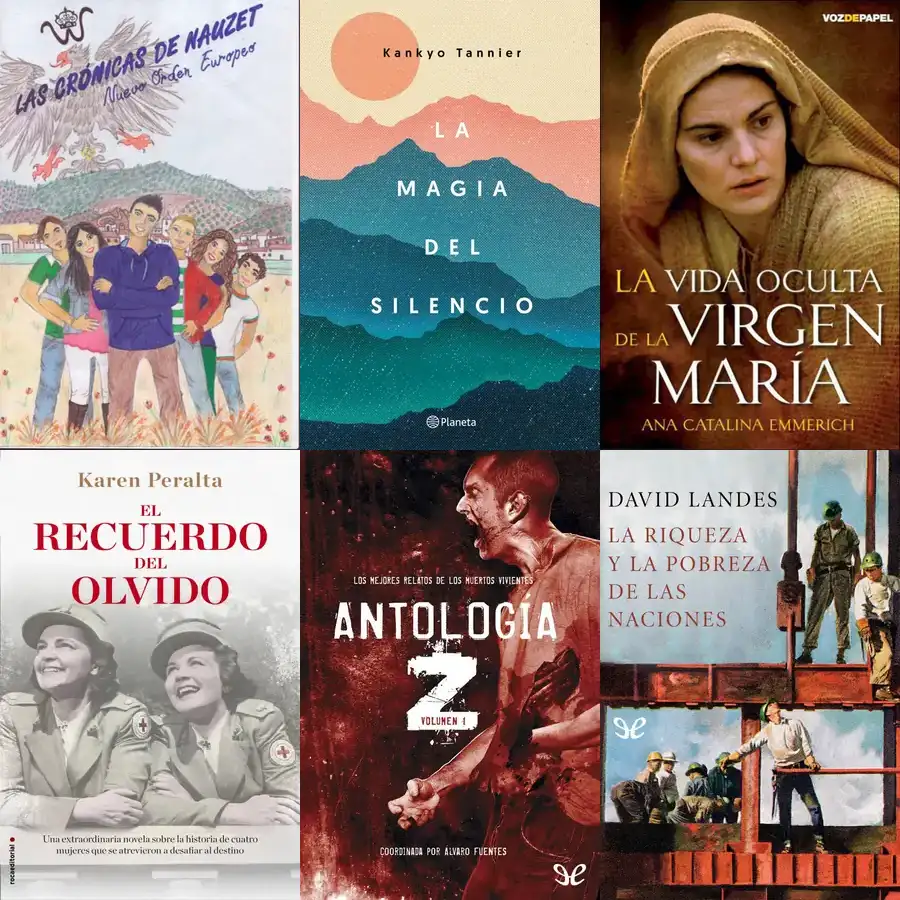 W
LAS CRÓNICAS DE NAUZET
Nuevo Orden Europeo
Kankyo Tannier
LA
MAGIA
DEL
SILENCIO
Planeta
VOZDEPAPEL
LA VIDA OCULTA
DE LA VIRGEN
MARÍA
ANA CATALINA EMMERICH
Karen Peralta
EL
RECUERDO
DEL
OLVIDO
Una extraordinaria novela sobre la historia de cuatro
mujeres que se atrevieron a desafiar al destino
rocaeditorial
LOS MEJORES RELATOS DE LOS MUERTOS VIVIENTES
ANTOLOGÍA
Z
VOLUMEN 1
COORDINADA POR ÁLVARO FUENTES
DAVID LANDES
LA RIQUEZA
Y LA POBREZA
DE LAS
NACIONES